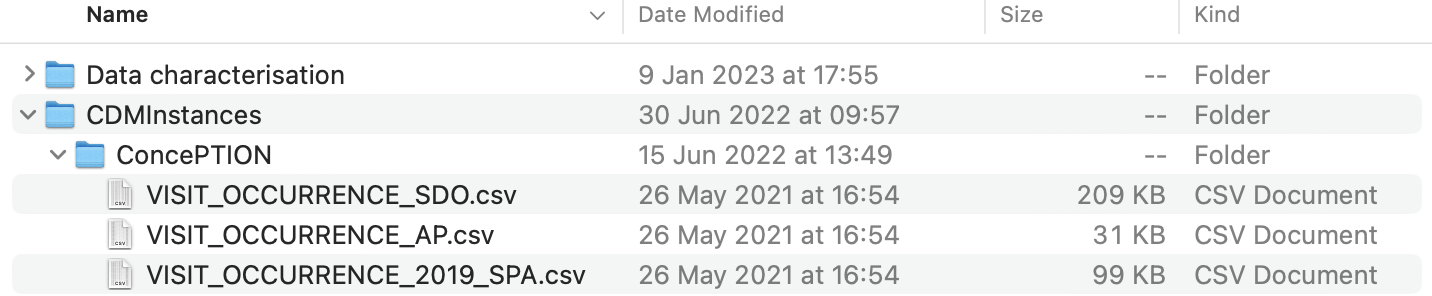 Name Date Modified Size Kind
Data characterisation 9 Jan 2023 at 17:55 -- Folder
CDMInstances 30 Jun 2022 at 09:57 -- Folder
ConcePTION 15 Jun 2022 at 13:49 -- Folder
CSV VISIT_OCCURRENCE_SDO.csv 26 May 2021 at 16:54 209 KB CSV Document
CSV VISIT_OCCURRENCE_AP.csv 26 May 2021 at 16:54 31 KB CSV Document
CSV VISIT_OCCURRENCE_2019_SPA.csv 26 May 2021 at 16:54 99 KB CSV Document